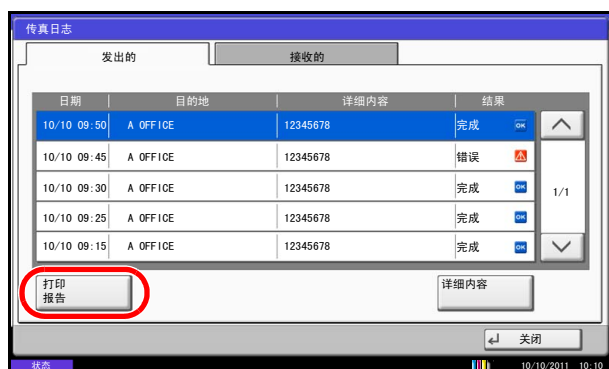 传真日志
发出的 接收的
日期 目的地 详细内容 结果
10/10 09:50 A OFFICE 12345678 完成 OK
10/10 09:45 A OFFICE 12345678 错误
10/10 09:30 A OFFICE 12345678 完成 OK
1/1
10/10 09:25 A OFFICE 12345678 完成 OK
10/10 09:15 A OFFICE 12345678 完成 OK
打印
报告
详细内容
关闭
状态 10/10/2011 10:10